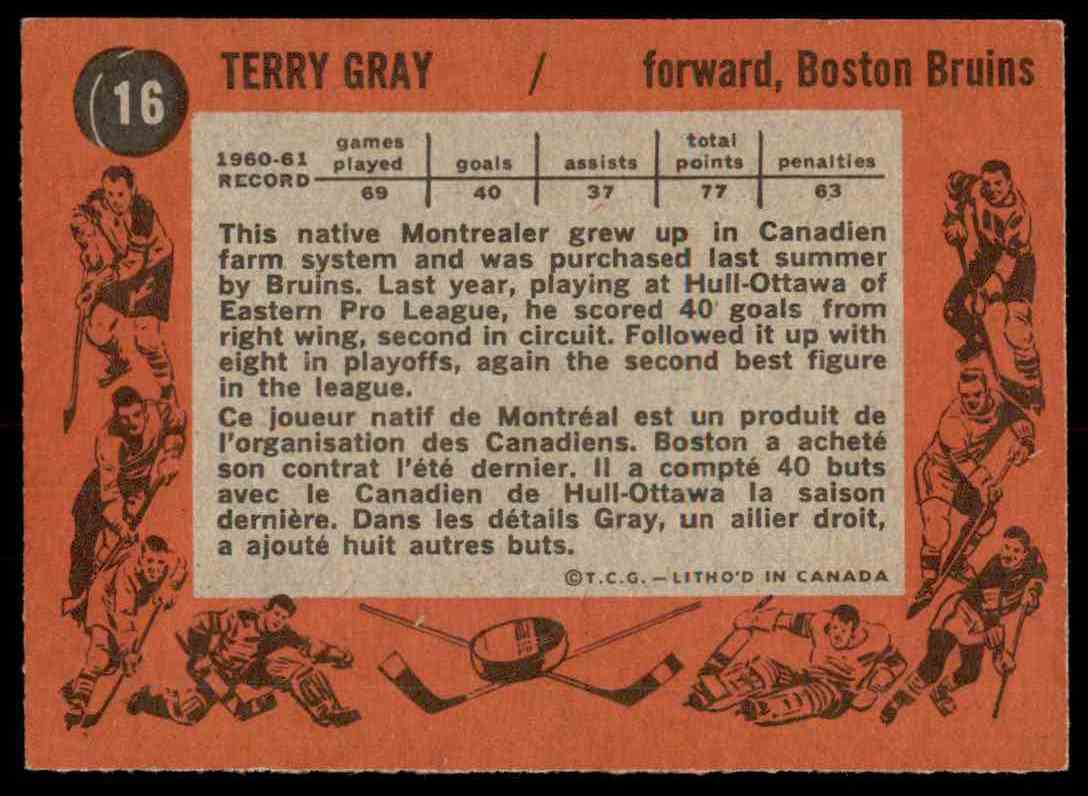 16 TERRY GRAY / forward, Boston Bruins
1960-61 RECORD
games played goals assists total points penalties
69 40 37 77 63
This native Montrealer grew up in Canadien
farm system and was purchased last summer
by Bruins. Last year, playing at Hull-Ottawa of
Eastern Pro League, he scored 40 goals from
right wing, second in circuit. Followed it up with
eight in playoffs, again the second best figure
in the league.
Ce joueur natif de Montréal est un produit de
l'organisation des Canadiens. Boston a acheté
son contrat l'été dernier. Il a compté 40 buts
avec le Canadien de Hull-Ottawa la saison
dernière. Dans les détails Gray, un ailier droit,
a ajouté huit autres buts.
©T.C.G.—LITHO'D IN CANADA